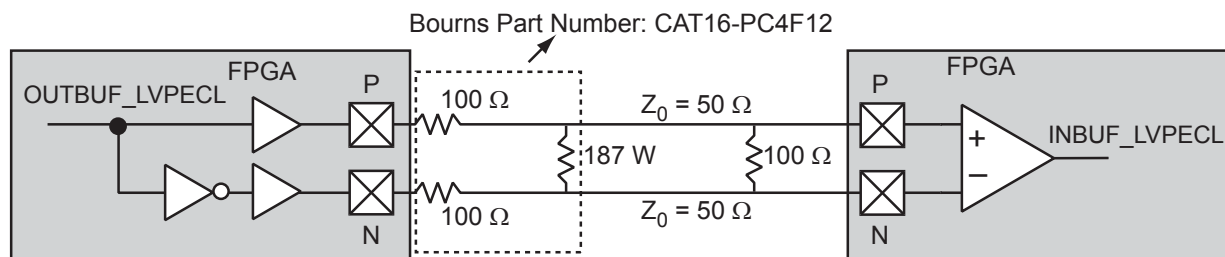 Bourns Part Number: CAT16-PC4F12
FPGA
P
OUTBUF_LVPECL
100 Ω
Z0 = 50 Ω
FPGA
P
+
INBUF_LVPECL
187 W
100 Ω
−
N
100 Ω
Z0 = 50 Ω
N